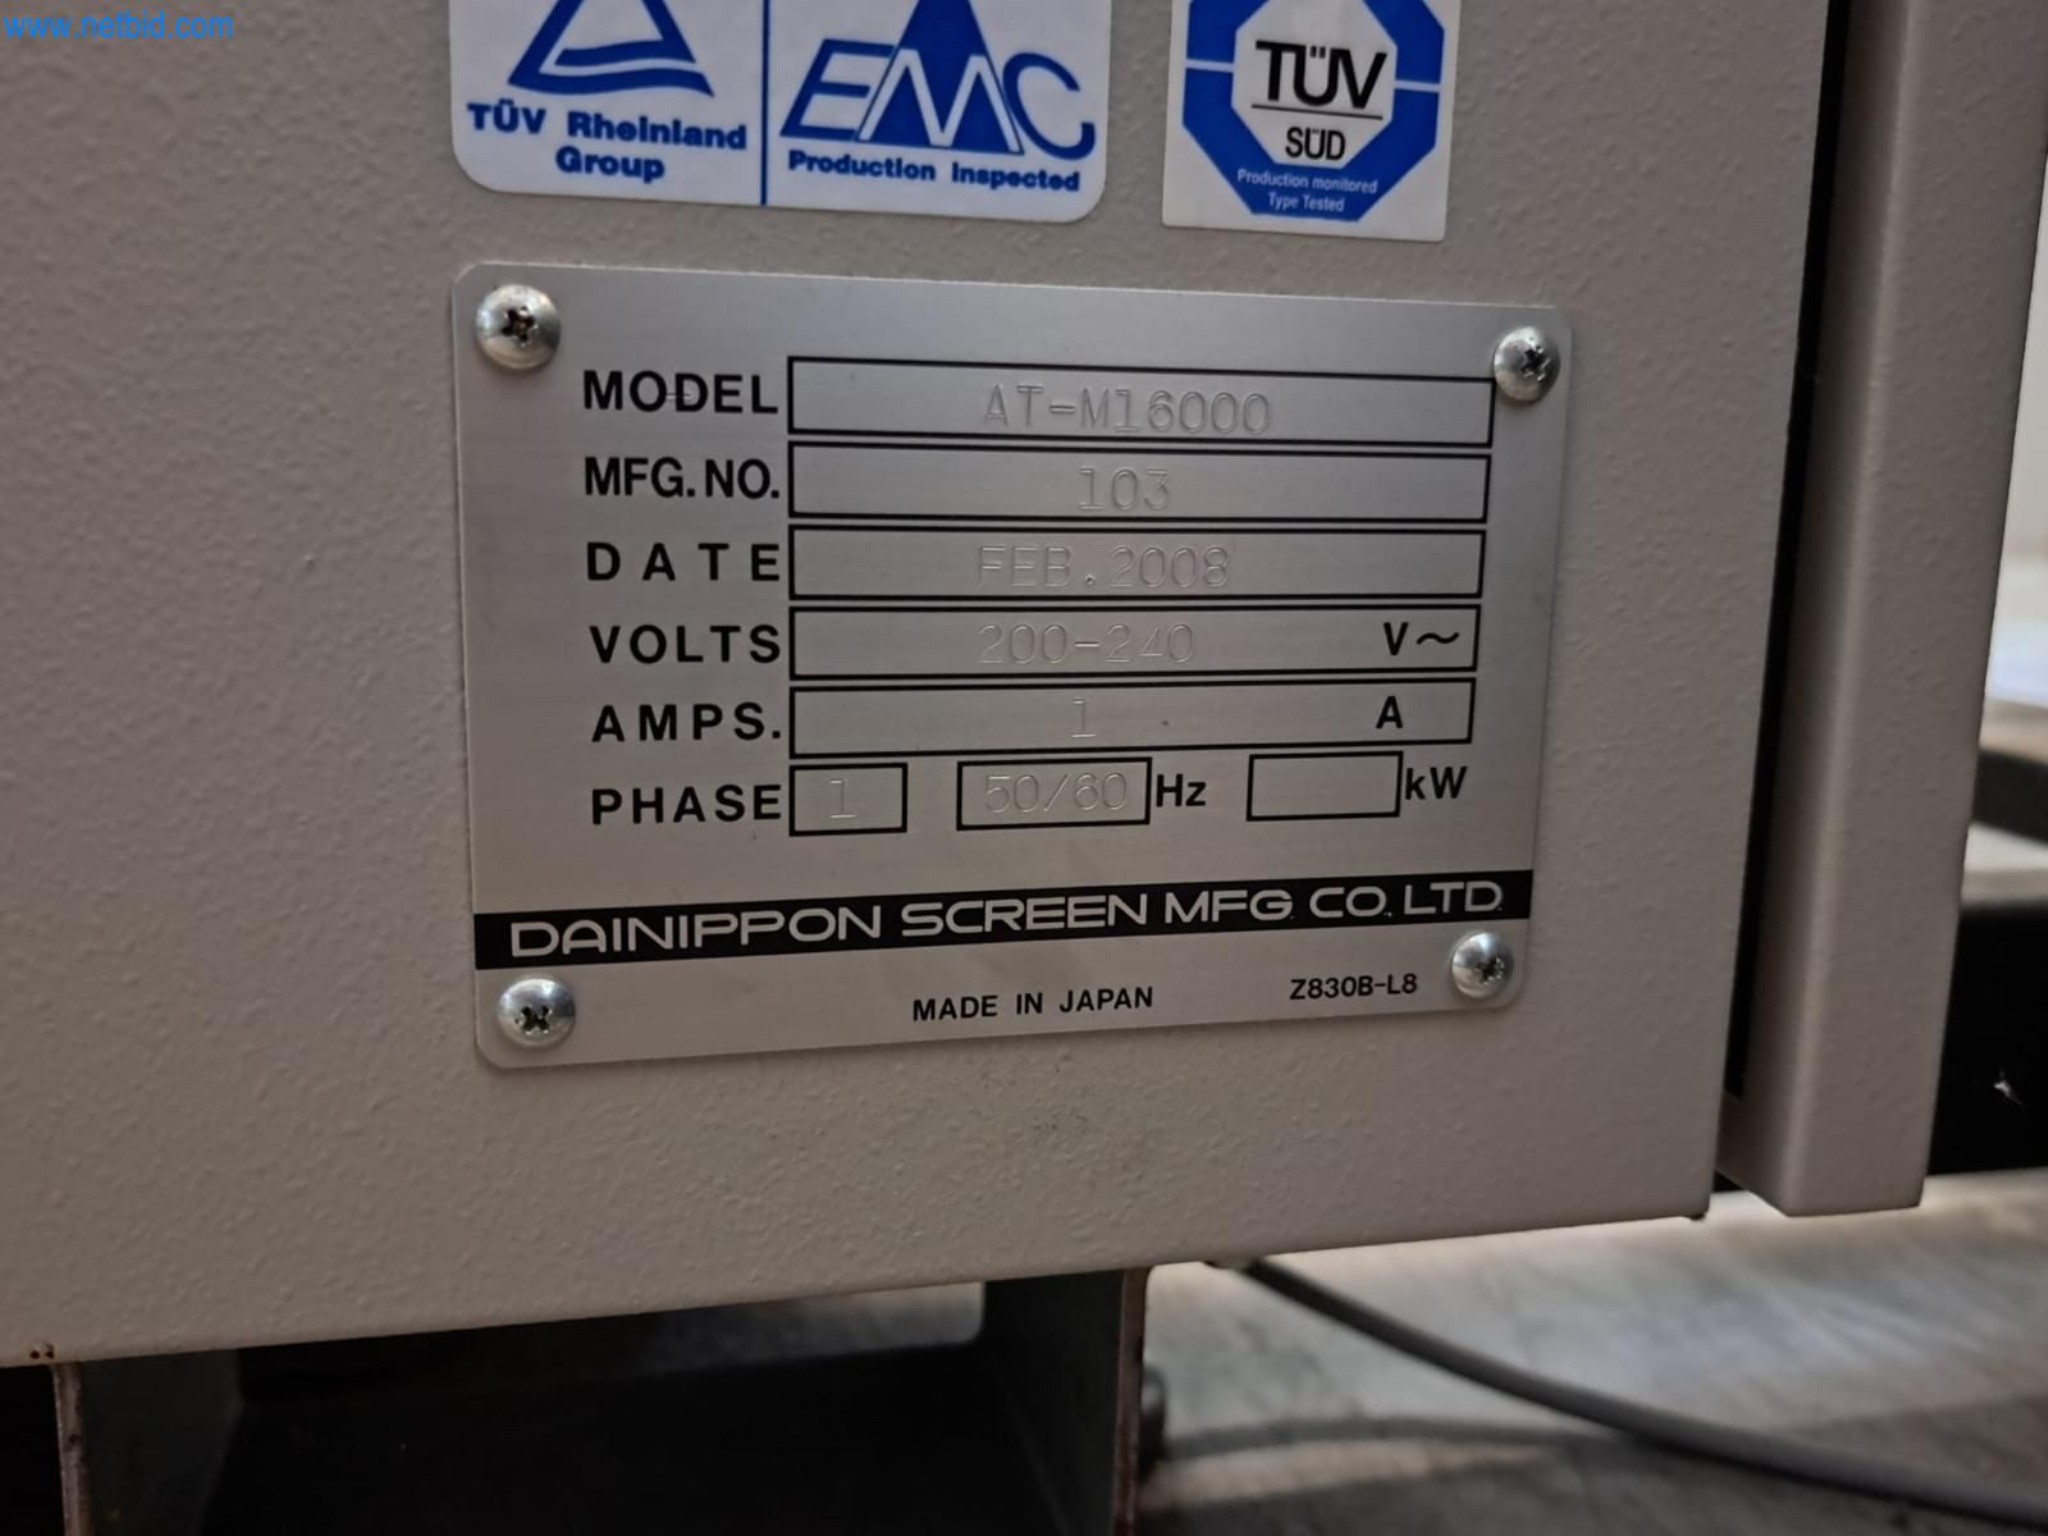 www.netbid.com
TÜV Rheinland
Group
EMC
Production Inspected
TÜV
SÜD
Production monitored
Type Tested
MODEL AT-M16000
MFG.NO. 103
DATE FEB.2008
VOLTS 200-240 V~
AMPS. 1 A
PHASE 1 50/60 Hz kW
DAINIPPON SCREEN MFG. CO., LTD.
MADE IN JAPAN Z830B-L8